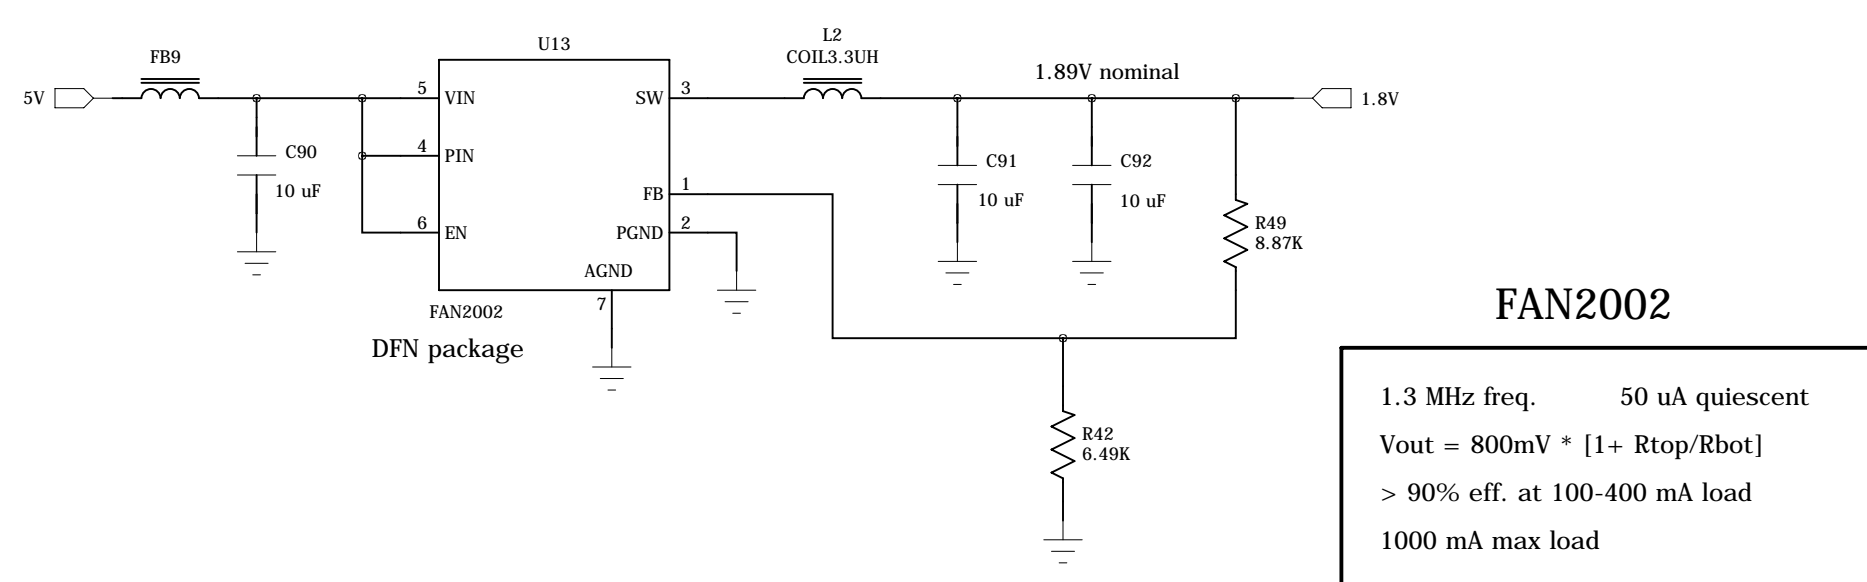 FB9
5V
C90
10 uF
U13
5
VIN
4
PIN
6
EN
SW
3
FB
1
PGND
2
AGND
7
FAN2002
DFN package
L2
COIL3.3UH
1.89V nominal
1.8V
C91
10 uF
C92
10 uF
R49
8.87K
R42
6.49K
FAN2002
1.3 MHz freq. 50 uA quiescent
Vout = 800mV * [1+ Rtop/Rbot]
> 90% eff. at 100-400 mA load
1000 mA max load